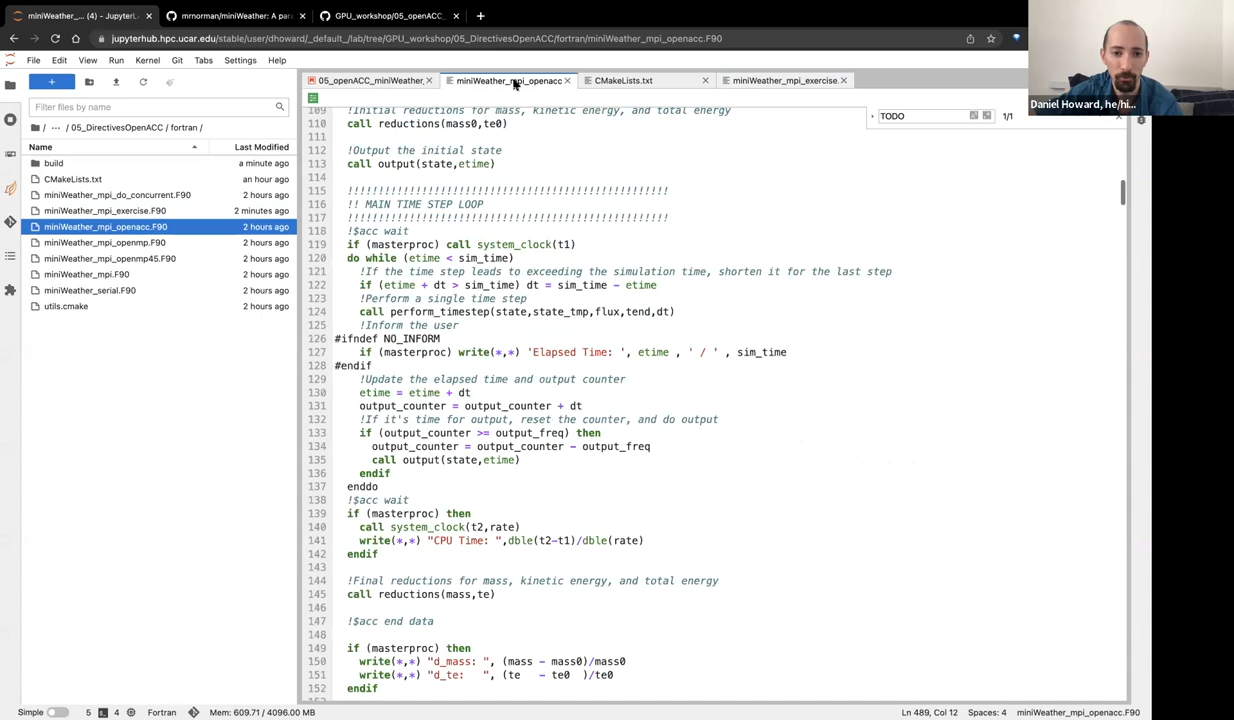 miniWeather_... (4) - JupyterL
mrnorman/miniWeather: A par
GPU_workshop/05_openACC_
jupyterhub.hpc.ucar.edu/stable/user/dhoward/_default_/lab/tree/GPU_workshop/05_DirectivesOpenACC/fortran/miniWeather_mpi_openacc.F90
File Edit View Run Kernel Git Tabs Settings Help
Daniel Howard, he/hi...
Filter files by name
/ ··· / 05_DirectivesOpenACC / fortran /
Name Last Modified
build a minute ago
CMakeLists.txt an hour ago
miniWeather_mpi_do_concurrent.F90 2 hours ago
miniWeather_mpi_exercise.F90 2 minutes ago
miniWeather_mpi_openacc.F90 2 hours ago
miniWeather_mpi_openmp.F90 2 hours ago
miniWeather_mpi_openmp45.F90 2 hours ago
miniWeather_mpi.F90 2 hours ago
miniWeather_serial.F90 2 hours ago
utils.cmake 2 hours ago
05_openACC_miniWeather,
miniWeather_mpi_openacc
CMakeLists.txt
miniWeather_mpi_exercise.
TODO 1/1
109 !Initial reductions for mass, kinetic energy, and total energy
110 call reductions(mass0,te0)
111
112 !Output the initial state
113 call output(state,etime)
114
115 !!!!!!!!!!!!!!!!!!!!!!!!!!!!!!!!!!!!!!!!!!!!!!!!!!!!
116 !! MAIN TIME STEP LOOP
117 !!!!!!!!!!!!!!!!!!!!!!!!!!!!!!!!!!!!!!!!!!!!!!!!!!!!
118 !$acc wait
119 if (masterproc) call system_clock(t1)
120 do while (etime < sim_time)
121 !If the time step leads to exceeding the simulation time, shorten it for the last step
122 if (etime + dt > sim_time) dt = sim_time - etime
123 !Perform a single time step
124 call perform_timestep(state,state_tmp,flux,tend,dt)
125 !Inform the user
126 #ifndef NO_INFORM
127 if (masterproc) write(*,*) 'Elapsed Time: ', etime , ' / ' , sim_time
128 #endif
129 !Update the elapsed time and output counter
130 etime = etime + dt
131 output_counter = output_counter + dt
132 !If it's time for output, reset the counter, and do output
133 if (output_counter >= output_freq) then
134 output_counter = output_counter - output_freq
135 call output(state,etime)
136 endif
137 enddo
138 !$acc wait
139 if (masterproc) then
140 call system_clock(t2,rate)
141 write(*,*) "CPU Time: ",dble(t2-t1)/dble(rate)
142 endif
143
144 !Final reductions for mass, kinetic energy, and total energy
145 call reductions(mass,te)
146
147 !$acc end data
148
149 if (masterproc) then
150 write(*,*) "d_mass: ", (mass - mass0)/mass0
151 write(*,*) "d_te: ", (te - te0 )/te0
152 endif
Simple 5 4 Fortran Mem: 609.71 / 4096.00 MB Ln 489, Col 12 Spaces: 4 miniWeather_mpi_openacc.F90